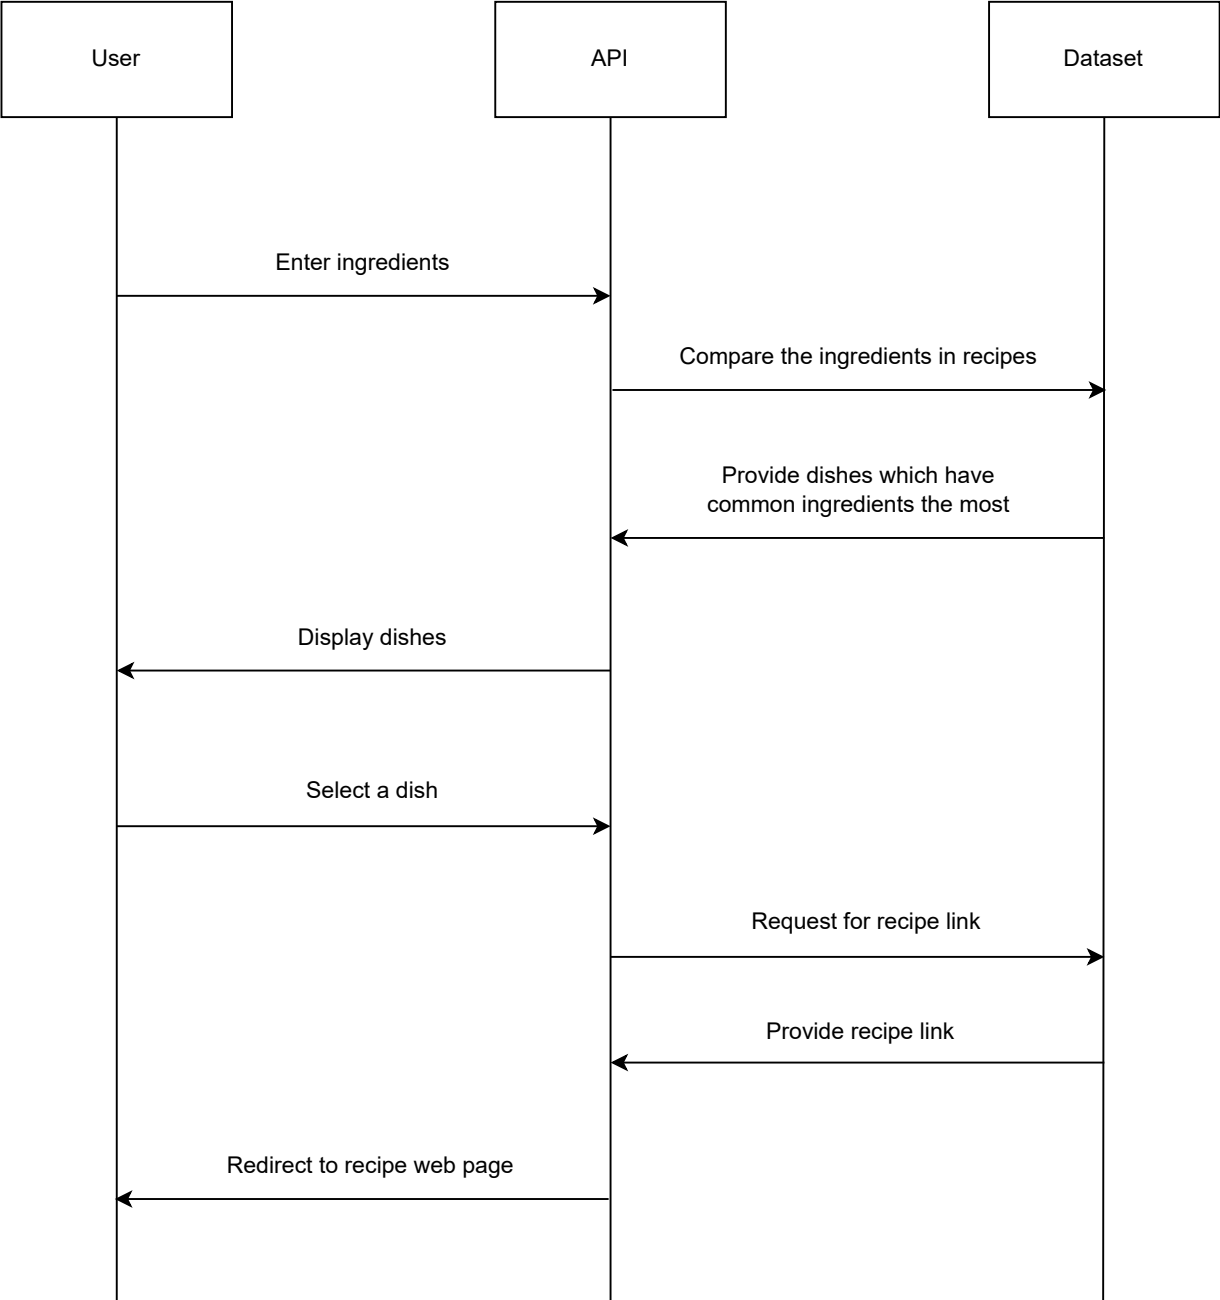 User
API
Dataset
Enter ingredients
Compare the ingredients in recipes
Provide dishes which have
common ingredients the most
Display dishes
Select a dish
Request for recipe link
Provide recipe link
Redirect to recipe web page